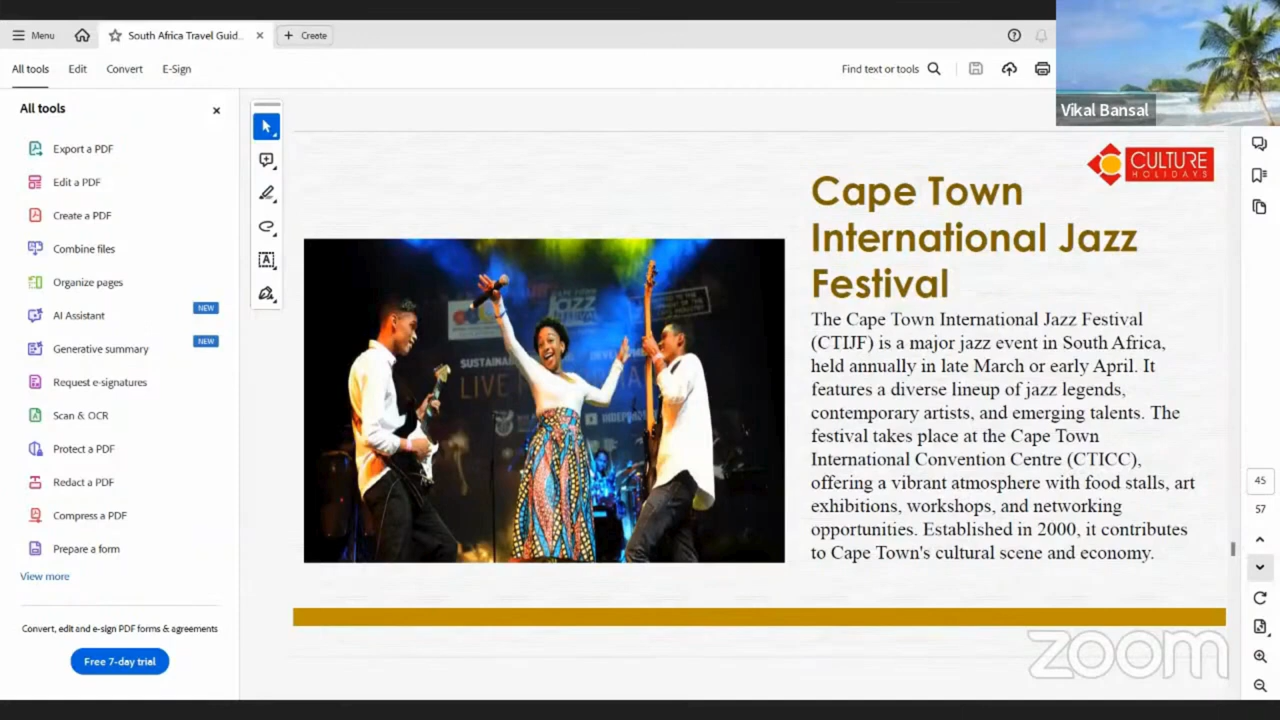 Menu
South Africa Travel Guid..
Create
All tools
Edit
Convert
E-Sign
Find text or tools
Vikal Bansal
All tools
Export a PDF
Edit a PDF
Create a PDF
Combine files
Organize pages
AI Assistant
NEW
Generative summary
NEW
Request e-signatures
Scan & OCR
Protect a PDF
Redact a PDF
Compress a PDF
Prepare a form
View more
Convert, edit and e-sign PDF forms & agreements
Free 7-day trial
CULTURE
HOLIDAYS
Cape Town
International Jazz
Festival
The Cape Town International Jazz Festival
(CTIJF) is a major jazz event in South Africa,
held annually in late March or early April. It
features a diverse lineup of jazz legends,
contemporary artists, and emerging talents. The
festival takes place at the Cape Town
International Convention Centre (CTICC),
offering a vibrant atmosphere with food stalls, art
exhibitions, workshops, and networking
opportunities. Established in 2000, it contributes
to Cape Town's cultural scene and economy.
jazz
FESTIVAL
LIVE
45
57
zoom